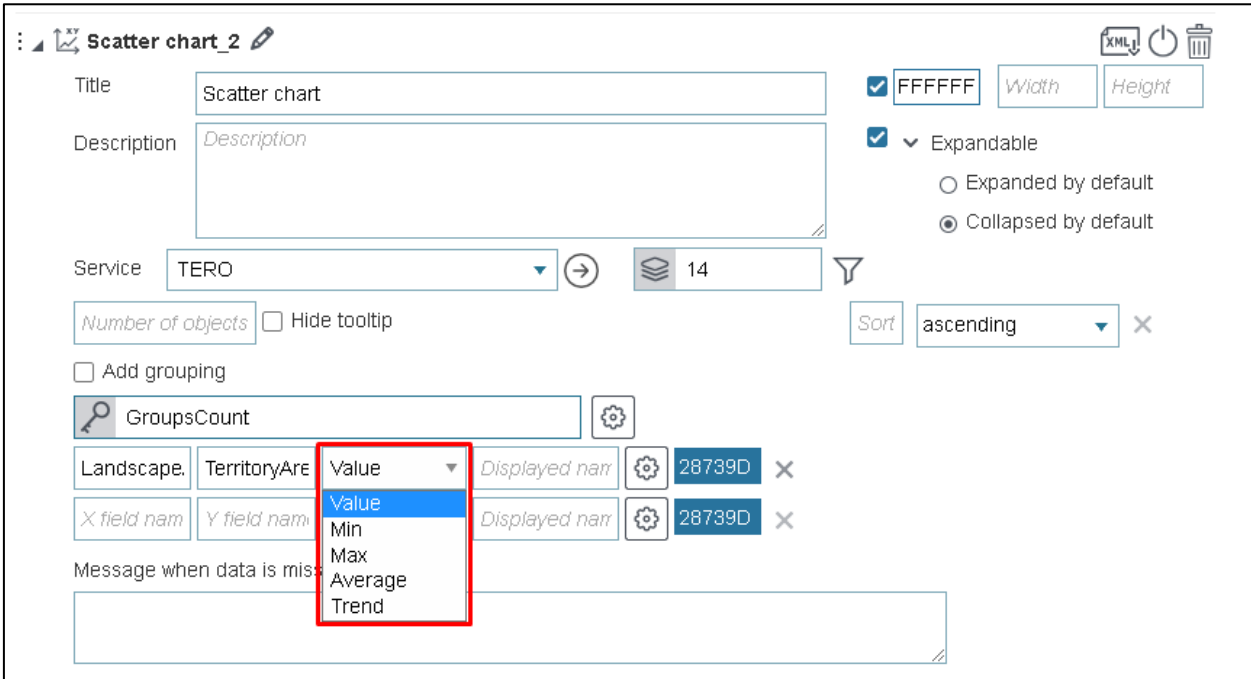 Scatter chart_2
XML
Title
Scatter chart
FFFFFF
Width
Height
Description
Description
Expandable
Expanded by default
Collapsed by default
Service
TERO
14
Number of objects
Hide tooltip
Sort
ascending
Add grouping
GroupsCount
Landscape.
TerritoryAre
Value
Displayed nam
28739D
Value
X field nam
Y field nam
Displayed nam
28739D
Min
Max
Message when data is miss
Average
Trend